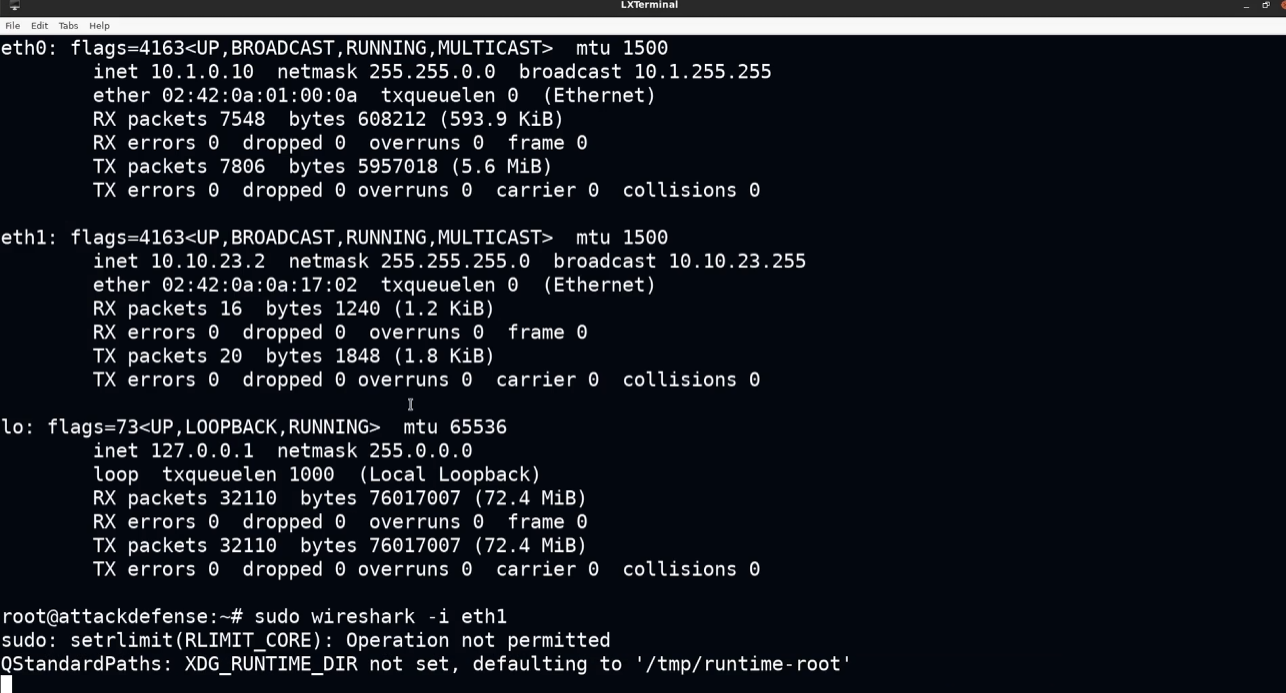 LXTerminal
File Edit Tabs Help
eth0: flags=4163<UP,BROADCAST,RUNNING,MULTICAST>  mtu 1500
        inet 10.1.0.10  netmask 255.255.0.0  broadcast 10.1.255.255
        ether 02:42:0a:01:00:0a  txqueuelen 0  (Ethernet)
        RX packets 7548  bytes 608212 (593.9 KiB)
        RX errors 0  dropped 0  overruns 0  frame 0
        TX packets 7806  bytes 5957018 (5.6 MiB)
        TX errors 0  dropped 0 overruns 0  carrier 0  collisions 0
eth1: flags=4163<UP,BROADCAST,RUNNING,MULTICAST>  mtu 1500
        inet 10.10.23.2  netmask 255.255.255.0  broadcast 10.10.23.255
        ether 02:42:0a:0a:17:02  txqueuelen 0  (Ethernet)
        RX packets 16  bytes 1240 (1.2 KiB)
        RX errors 0  dropped 0  overruns 0  frame 0
        TX packets 20  bytes 1848 (1.8 KiB)
        TX errors 0  dropped 0 overruns 0  carrier 0  collisions 0
lo: flags=73<UP,LOOPBACK,RUNNING>  mtu 65536
        inet 127.0.0.1  netmask 255.0.0.0
        loop  txqueuelen 1000  (Local Loopback)
        RX packets 32110  bytes 76017007 (72.4 MiB)
        RX errors 0  dropped 0  overruns 0  frame 0
        TX packets 32110  bytes 76017007 (72.4 MiB)
        TX errors 0  dropped 0 overruns 0  carrier 0  collisions 0
root@attackdefense:~# sudo wireshark -i eth1
sudo: setrlimit(RLIMIT_CORE): Operation not permitted
QStandardPaths: XDG_RUNTIME_DIR not set, defaulting to '/tmp/runtime-root'